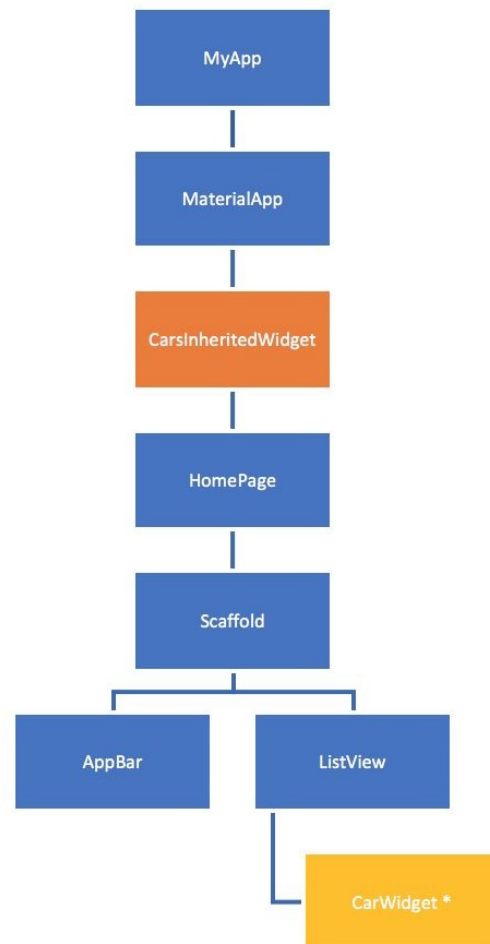 MyApp
MaterialApp
CarsInheritedWidget
HomePage
Scaffold
AppBar
ListView
CarWidget *